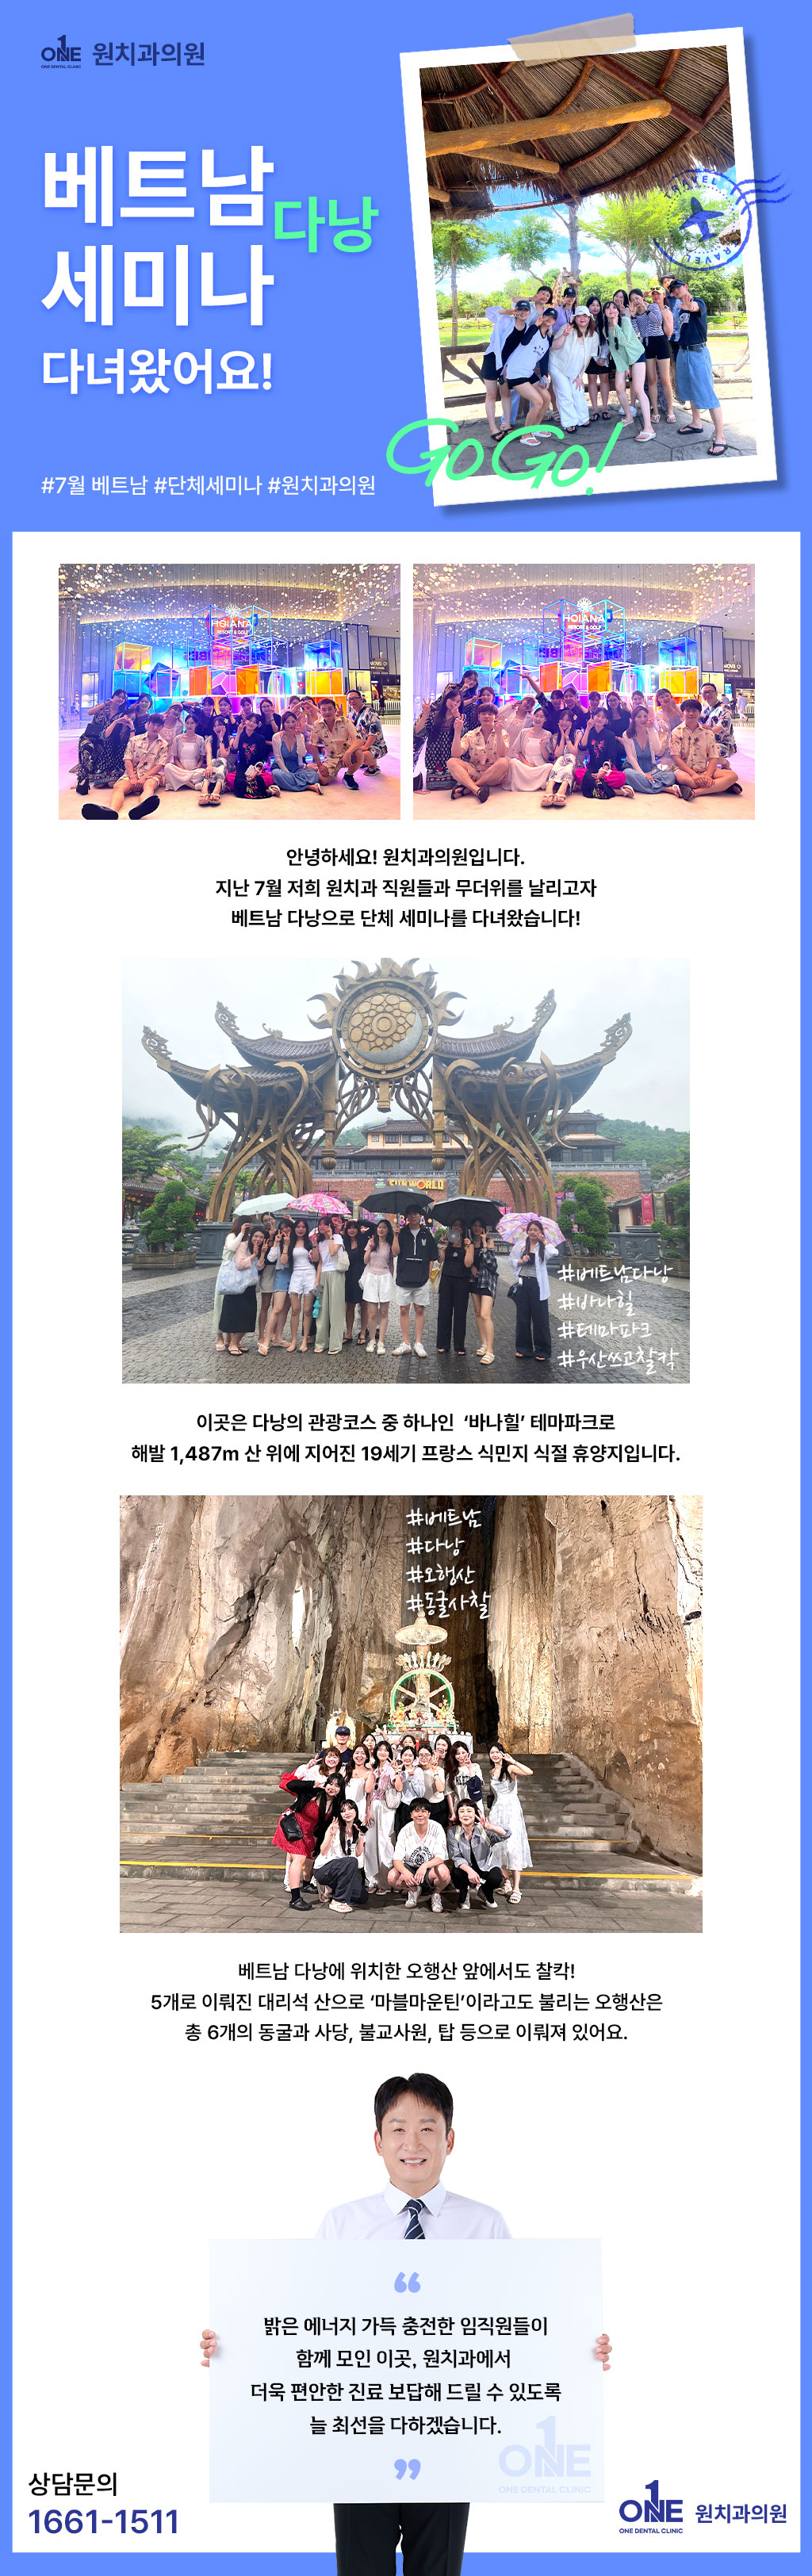 ONE
ONE DENTAL CLINIC
원치과의원
베트남
다낭
세미나
다녀왔어요!
TRAVEL
TRAVEL
GO GO!
#7월 베트남 #단체세미나 #원치과의원
HOIANA
RESORT & GOLF
HOIANA
RESORT & GOLF
안녕하세요! 원치과의원입니다.
지난 7월 저희 원치과 직원들과 무더위를 날리고자
베트남 다낭으로 단체 세미나를 다녀왔습니다!
SUN WORLD
#베트남다낭
#바나힐
#테마파크
#우산쓰고찰칵
이곳은 다낭의 관광코스 중 하나인 ‘바나힐’ 테마파크로
해발 1,487m 산 위에 지어진 19세기 프랑스 식민지 식절 휴양지입니다.
#베트남
#다낭
#오행산
#동굴사찰
베트남 다낭에 위치한 오행산 앞에서도 찰칵!
5개로 이뤄진 대리석 산으로 ‘마블마운틴’이라고도 불리는 오행산은
총 6개의 동굴과 사당, 불교사원, 탑 등으로 이뤄져 있어요.
“
밝은 에너지 가득 충전한 임직원들이
함께 모인 이곳, 원치과에서
더욱 편안한 진료 보답해 드릴 수 있도록
늘 최선을 다하겠습니다.
”
ONE
ONE DENTAL CLINIC
상담문의
1661-1511
ONE
ONE DENTAL CLINIC
원치과의원